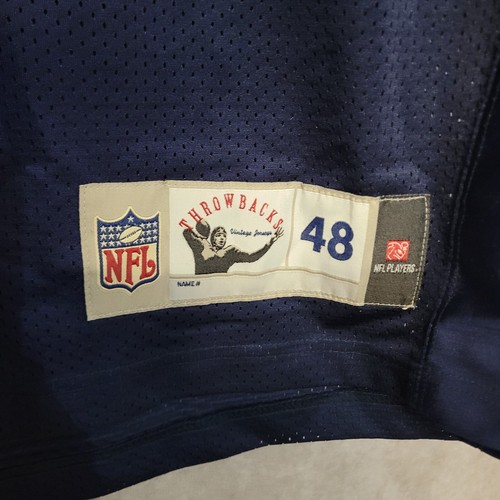 NFL
THROWBACKS
Vintage Jerseys
48
NAME #
NFL PLAYERS